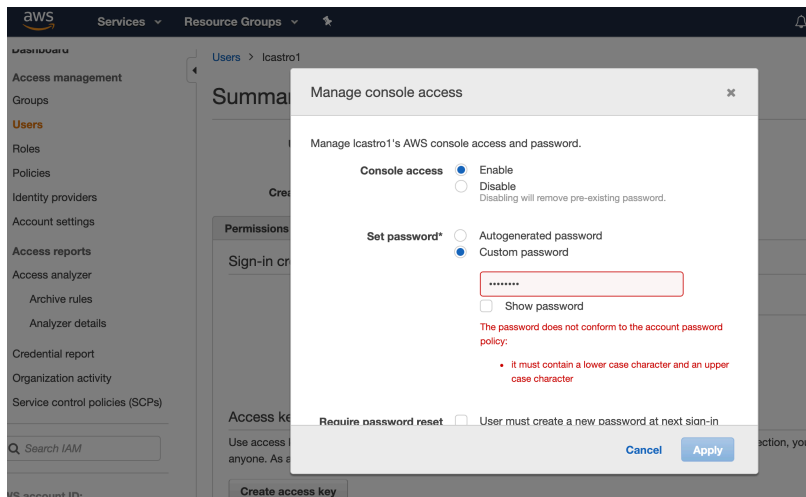 aws
Services
Resource Groups
Dashboard
Access management
Groups
Users
Roles
Policies
Identity providers
Account settings
Access reports
Access analyzer
Archive rules
Analyzer details
Credential report
Organization activity
Service control policies (SCPs)
Search IAM
AWS account ID:
Users > lcastro1
Summa
Permissions
Sign-in cr
Access ke
Use access
ection, you
anyone. As a
Create access key
Manage console access
Manage lcastro1's AWS console access and password.
Console access
Enable
Disable
Disabling will remove pre-existing password.
Set password*
Autogenerated password
Custom password
••••••••
Show password
The password does not conform to the account password
policy:
• it must contain a lower case character and an upper
case character
Require password reset
User must create a new password at next sign-in
Cancel
Apply